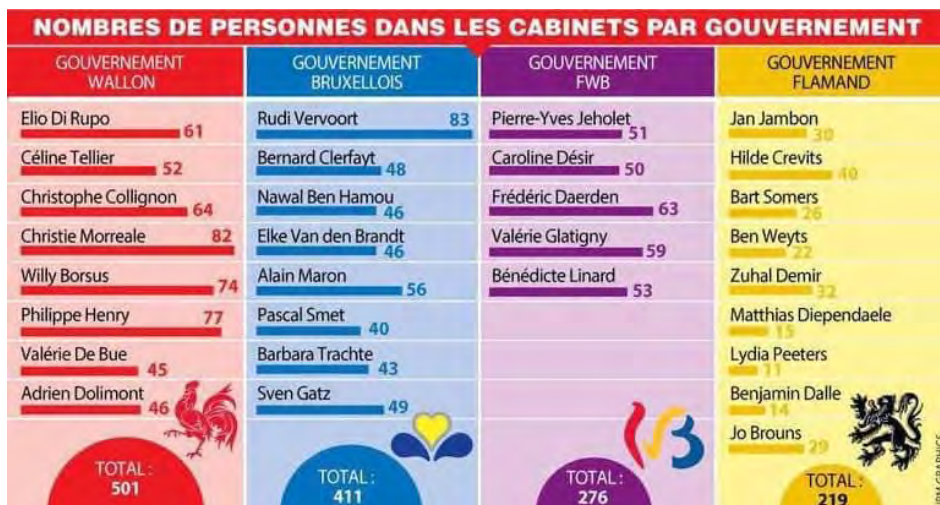 NOMBRES DE PERSONNES DANS LES CABINETS PAR GOUVERNEMENT
GOUVERNEMENT
WALLON
Elio Di Rupo
61
Céline Tellier
52
Christophe Collignon
64
Christie Morreale 82
Willy Borsus
74
Philippe Henry 77
Valérie De Bue
45
Adrien Dolimont
46
TOTAL :
501
GOUVERNEMENT
BRUXELLOIS
Rudi Vervoort 83
Bernard Clerfayt
48
Nawal Ben Hamou
46
Elke Van den Brandt
46
Alain Maron
56
Pascal Smet
40
Barbara Trachte
43
Sven Gatz
49
TOTAL :
411
GOUVERNEMENT
FWB
Pierre-Yves Jeholet
51
Caroline Désir
50
Frédéric Daerden
63
Valérie Glatigny
59
Bénédicte Linard
53
TOTAL :
276
GOUVERNEMENT
FLAMAND
Jan Jambon
30
Hilde Crevits
40
Bart Somers
26
Ben Weyts
22
Zuhal Demir
32
Matthias Diependaele
15
Lydia Peeters
11
Benjamin Dalle
14
Jo Brouns
29
TOTAL :
219